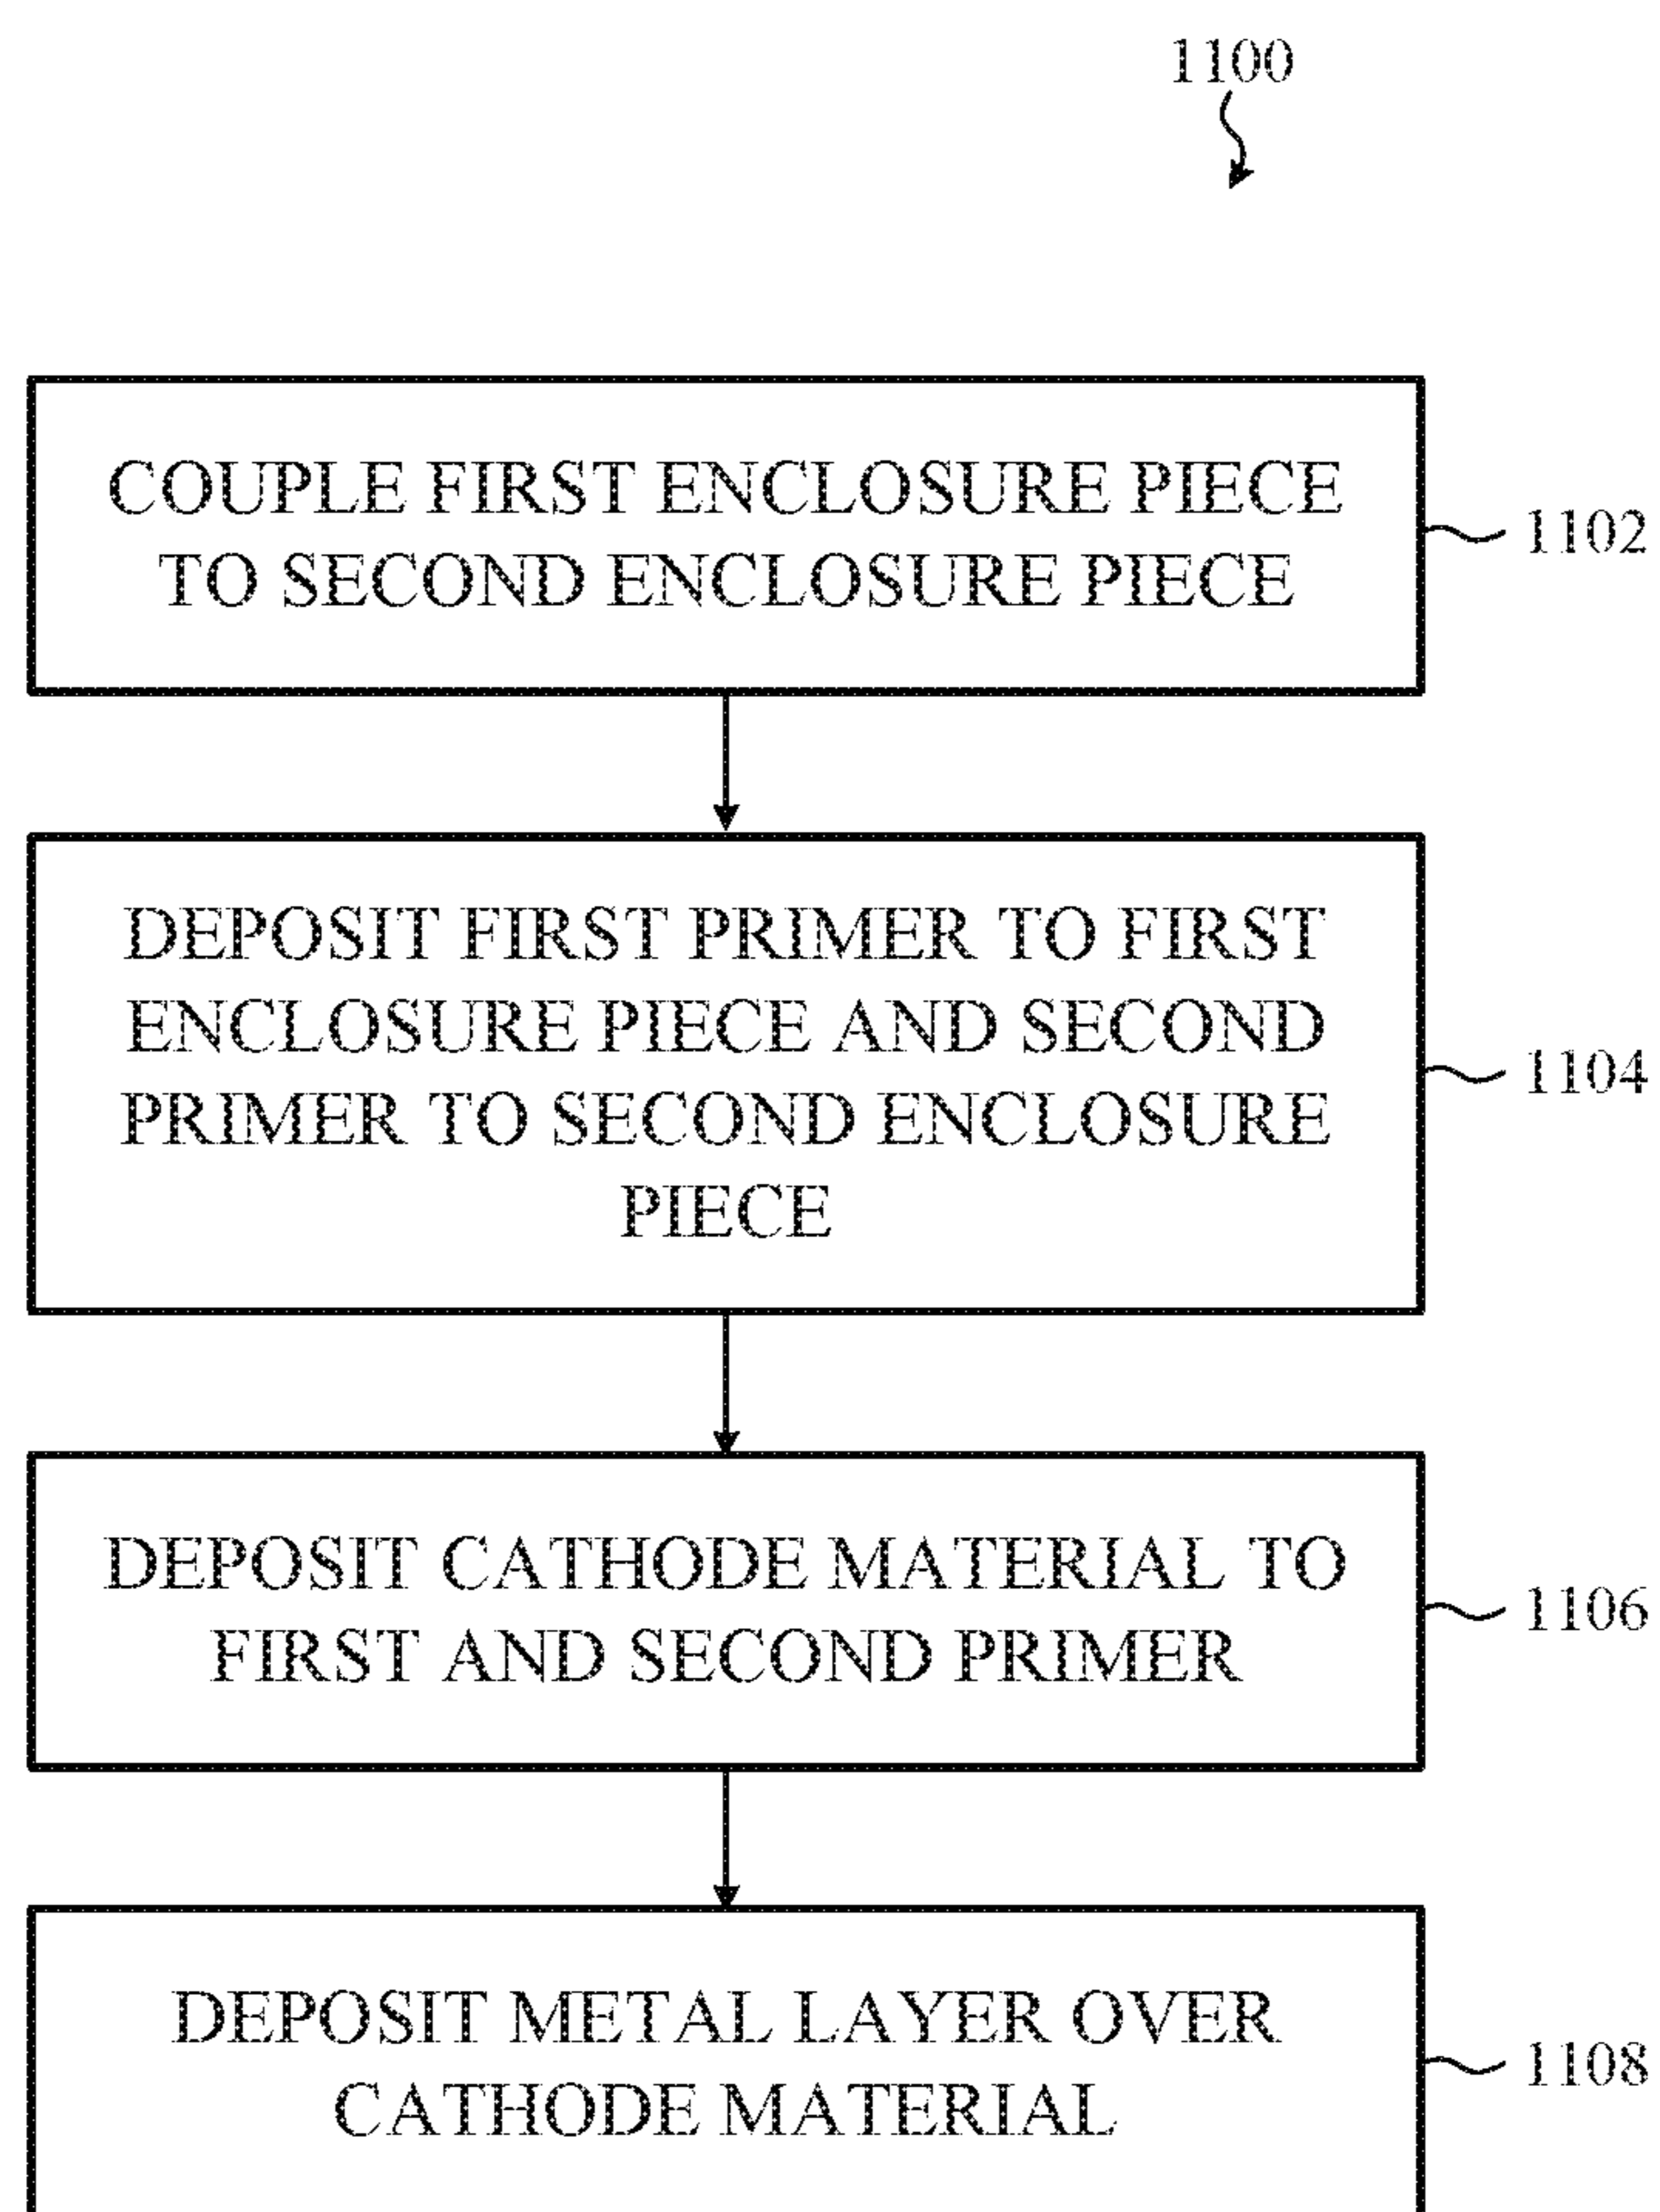 1100
COUPLE FIRST ENCLOSURE PIECE
TO SECOND ENCLOSURE PIECE
1102
DEPOSIT FIRST PRIMER TO FIRST
ENCLOSURE PIECE AND SECOND
PRIMER TO SECOND ENCLOSURE
PIECE
1104
DEPOSIT CATHODE MATERIAL TO
FIRST AND SECOND PRIMER
1106
DEPOSIT METAL LAYER OVER
CATHODE MATERIAL
1108